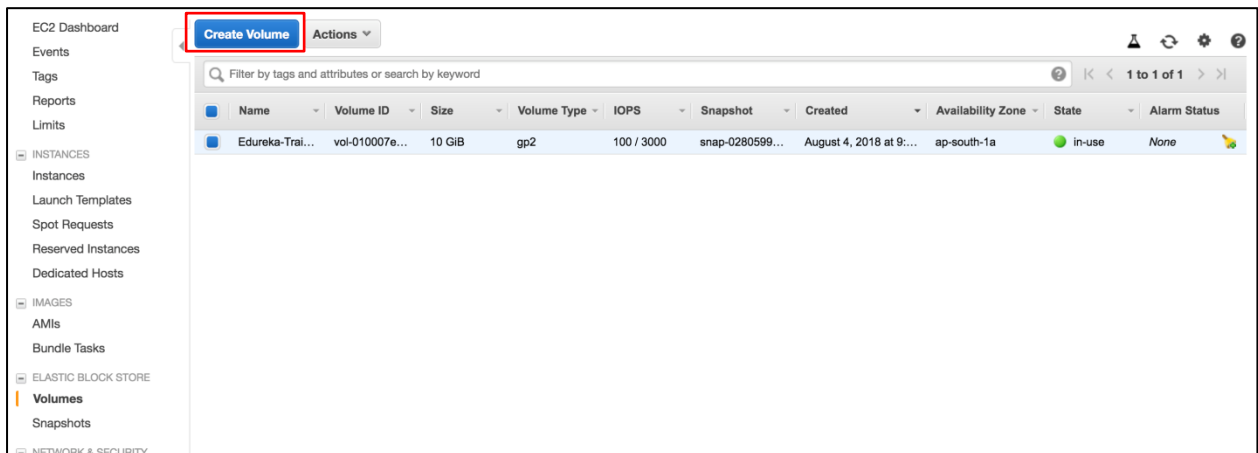 EC2 Dashboard
Events
Tags
Reports
Limits
INSTANCES
Instances
Launch Templates
Spot Requests
Reserved Instances
Dedicated Hosts
IMAGES
AMIs
Bundle Tasks
ELASTIC BLOCK STORE
Volumes
Snapshots
NETWORK & SECURITY
Create Volume Actions
Filter by tags and attributes or search by keyword 1 to 1 of 1
Name Volume ID Size Volume Type IOPS Snapshot Created Availability Zone State Alarm Status
Edureka-Trai... vol-010007e... 10 GiB gp2 100 / 3000 snap-0280599... August 4, 2018 at 9:... ap-south-1a in-use None